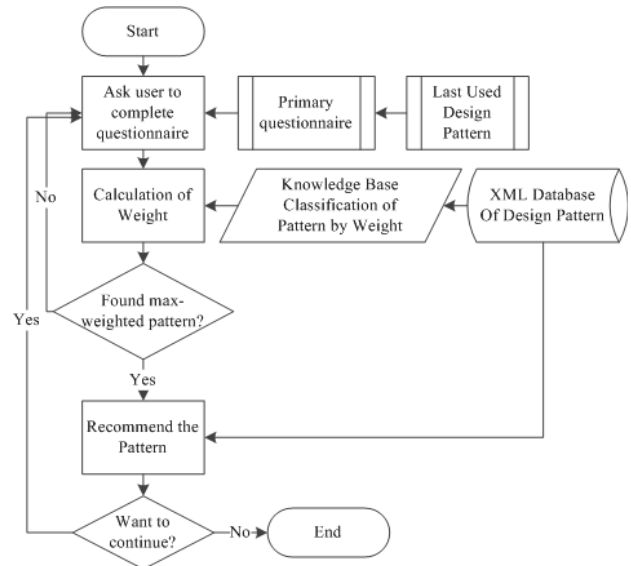 Start
Ask user to
complete
questionnaire
Primary
questionnaire
Last Used
Design
Pattern
No
Calculation of
Weight
Knowledge Base
Classification of
Pattern by Weight
XML Database
Of Design Pattern
Yes
Found max-
weighted pattern?
Yes
Recommend the
Pattern
Want to
continue?
No
End